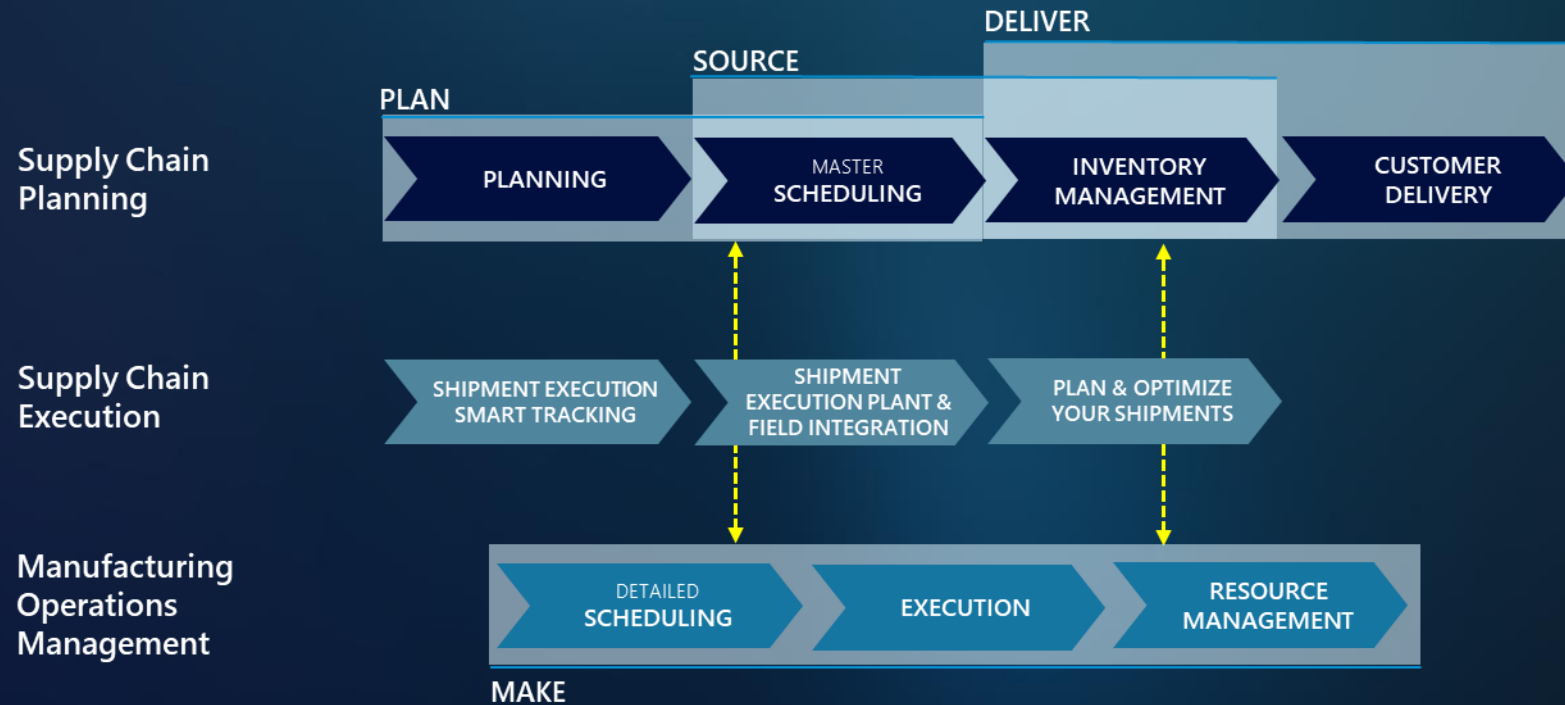 DELIVER
SOURCE
PLAN
Supply Chain
Planning
PLANNING
MASTER
SCHEDULING
INVENTORY
MANAGEMENT
CUSTOMER
DELIVERY
Supply Chain
Execution
SHIPMENT EXECUTION
SMART TRACKING
SHIPMENT
EXECUTION PLANT &
FIELD INTEGRATION
PLAN & OPTIMIZE
YOUR SHIPMENTS
Manufacturing
Operations
Management
DETAILED
SCHEDULING
EXECUTION
RESOURCE
MANAGEMENT
MAKE